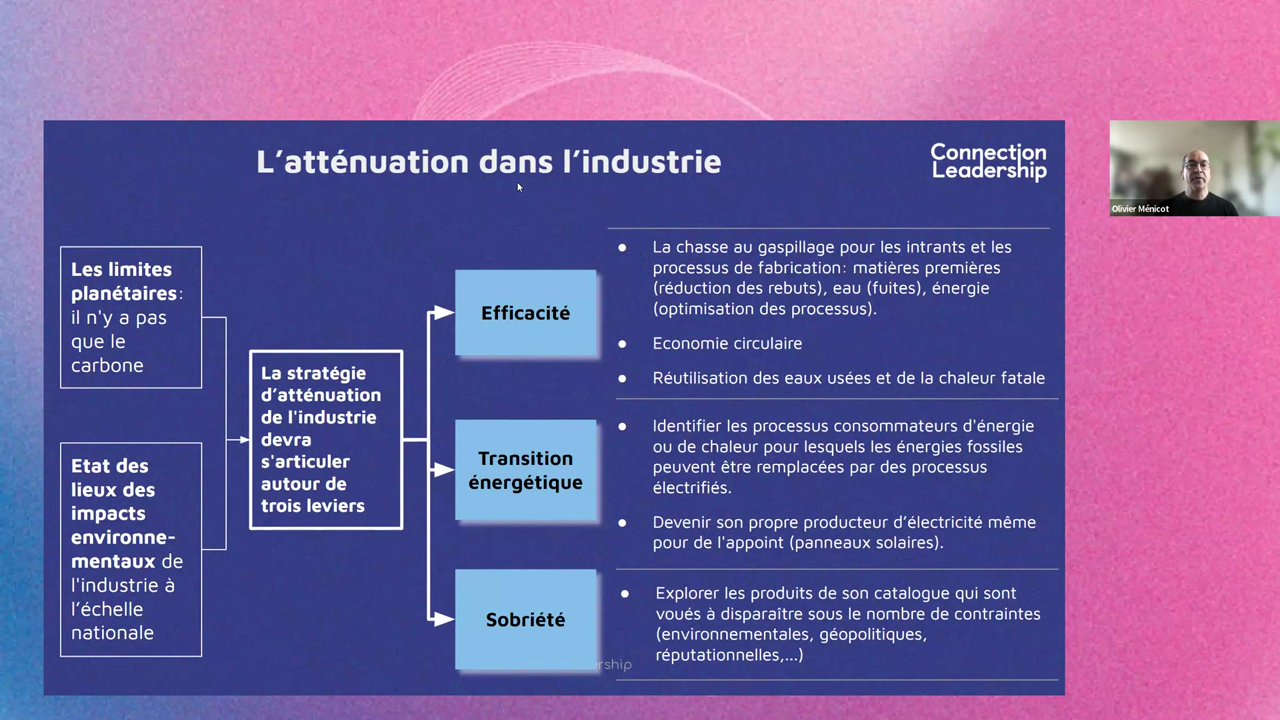 L'atténuation dans l'industrie
Connection
Leadership
Olivier Ménicot
Les limites
planétaires:
il n'y a pas
que le
carbone
Etat des
lieux des
impacts
environne-
mentaux de
l'industrie à
l'échelle
nationale
La stratégie
d'atténuation
de l'industrie
devra
s'articuler
autour de
trois leviers
Efficacité
● La chasse au gaspillage pour les intrants et les
processus de fabrication: matières premières
(réduction des rebuts), eau (fuites), énergie
(optimisation des processus).
● Economie circulaire
● Réutilisation des eaux usées et de la chaleur fatale
Transition
énergétique
● Identifier les processus consommateurs d'énergie
ou de chaleur pour lesquels les énergies fossiles
peuvent être remplacées par des processus
électrifiés.
● Devenir son propre producteur d'électricité même
pour de l'appoint (panneaux solaires).
Sobriété
● Explorer les produits de son catalogue qui sont
voués à disparaître sous le nombre de contraintes
(environnementales, géopolitiques,
réputationnelles,...)